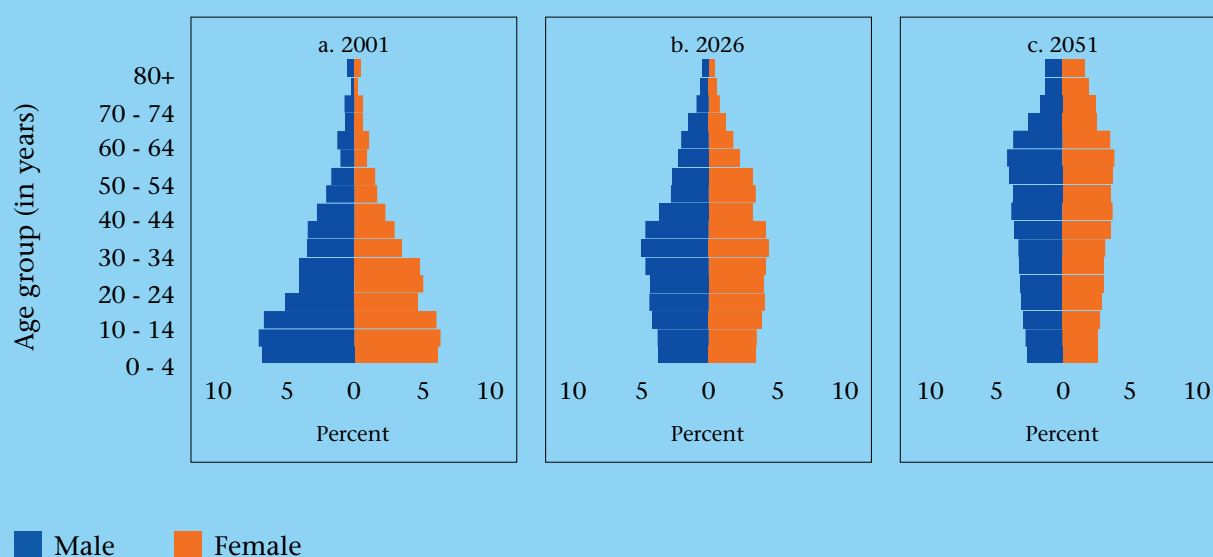 a. 2001
b. 2026
c. 2051
Age group (in years)
80+
70 - 74
60 - 64
50 - 54
40 - 44
30 - 34
20 - 24
10 - 14
0 - 4
10 5 0 5 10
10 5 0 5 10
10 5 0 5 10
Percent
Percent
Percent
Male
Female